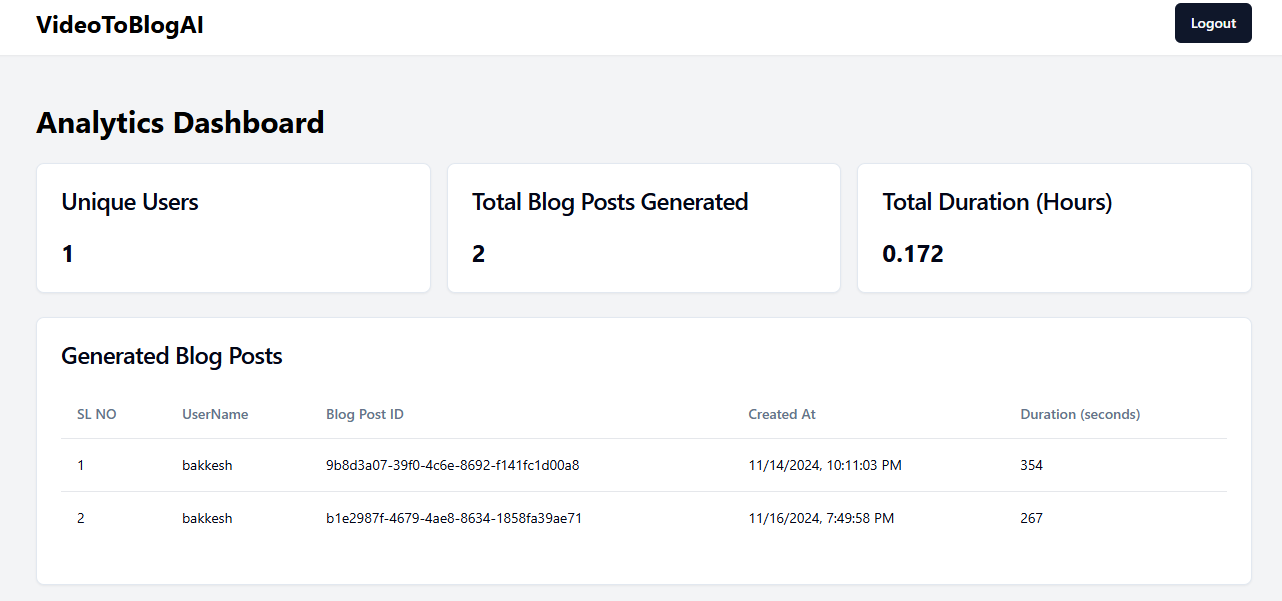 VideoToBlogAI
Logout
Analytics Dashboard
Unique Users
1
Total Blog Posts Generated
2
Total Duration (Hours)
0.172
Generated Blog Posts
SL NO UserName Blog Post ID Created At Duration (seconds)
1 bakkesh 9b8d3a07-39f0-4c6e-8692-f141fc1d00a8 11/14/2024, 10:11:03 PM 354
2 bakkesh b1e2987f-4679-4ae8-8634-1858fa39ae71 11/16/2024, 7:49:58 PM 267